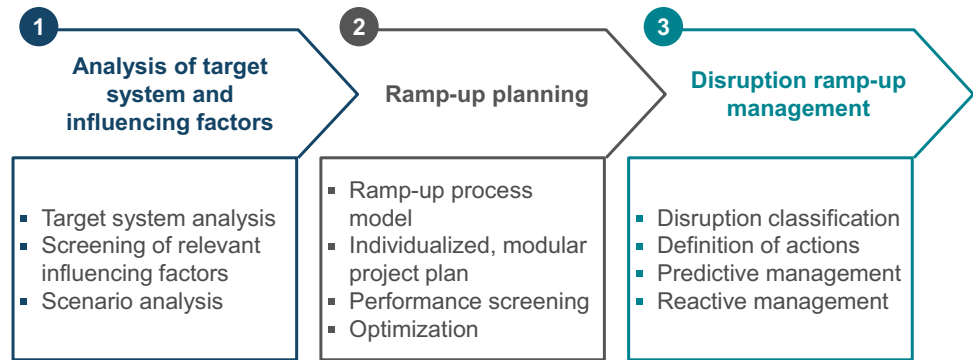 1
Analysis of target
system and
influencing factors
▪ Target system analysis
▪ Screening of relevant
influencing factors
▪ Scenario analysis
2
Ramp-up planning
▪ Ramp-up process
model
▪ Individualized, modular
project plan
▪ Performance screening
▪ Optimization
3
Disruption ramp-up
management
▪ Disruption classification
▪ Definition of actions
▪ Predictive management
▪ Reactive management